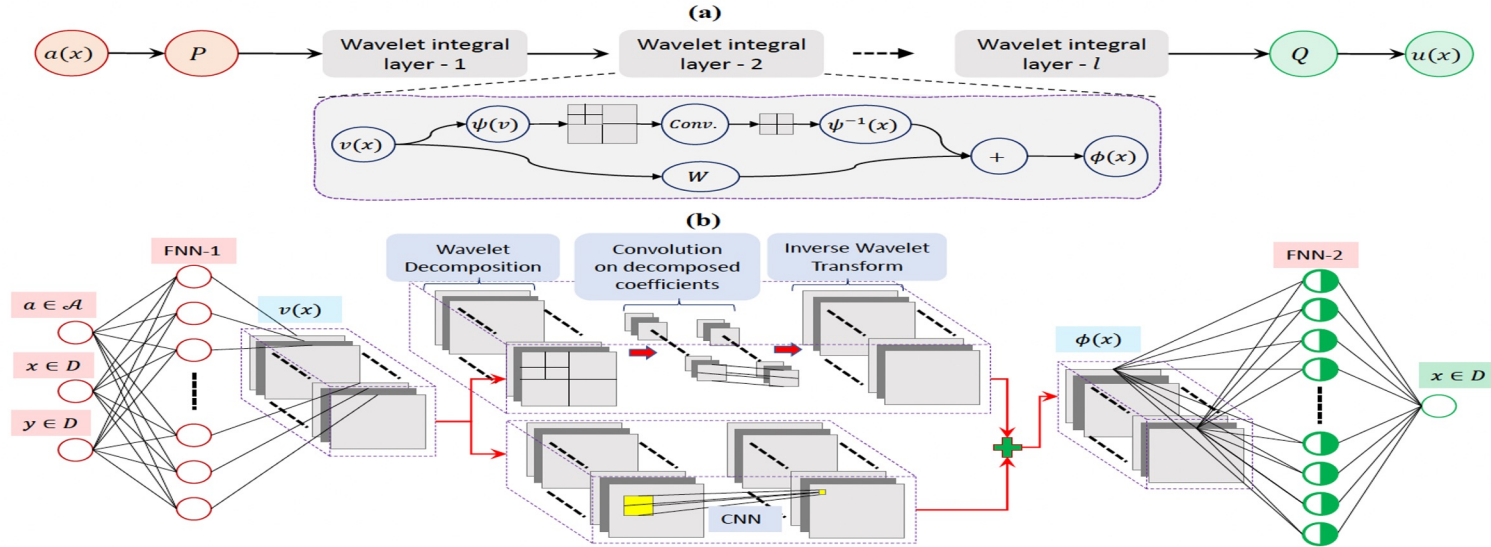 (a)
a(x)
P
Wavelet integral
layer - 1
Wavelet integral
layer - 2
Wavelet integral
layer - l
Q
u(x)
v(x)
ψ(v)
Conv.
ψ⁻¹(x)
W
+
ϕ(x)
(b)
FNN-1
a ∈ 𝒜
x ∈ D
y ∈ D
v(x)
Wavelet
Decomposition
Convolution
on decomposed
coefficients
Inverse Wavelet
Transform
CNN
ϕ(x)
FNN-2
x ∈ D